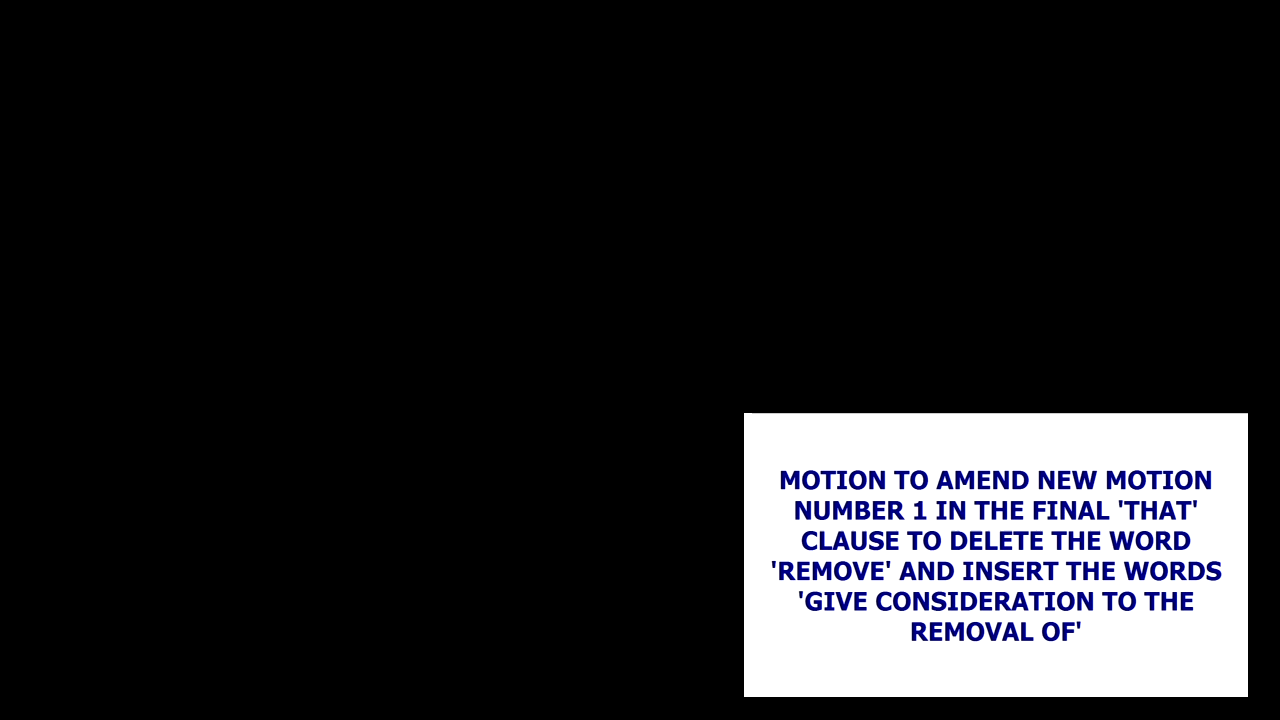 MOTION TO AMEND NEW MOTION
NUMBER 1 IN THE FINAL 'THAT'
CLAUSE TO DELETE THE WORD
'REMOVE' AND INSERT THE WORDS
'GIVE CONSIDERATION TO THE
REMOVAL OF'